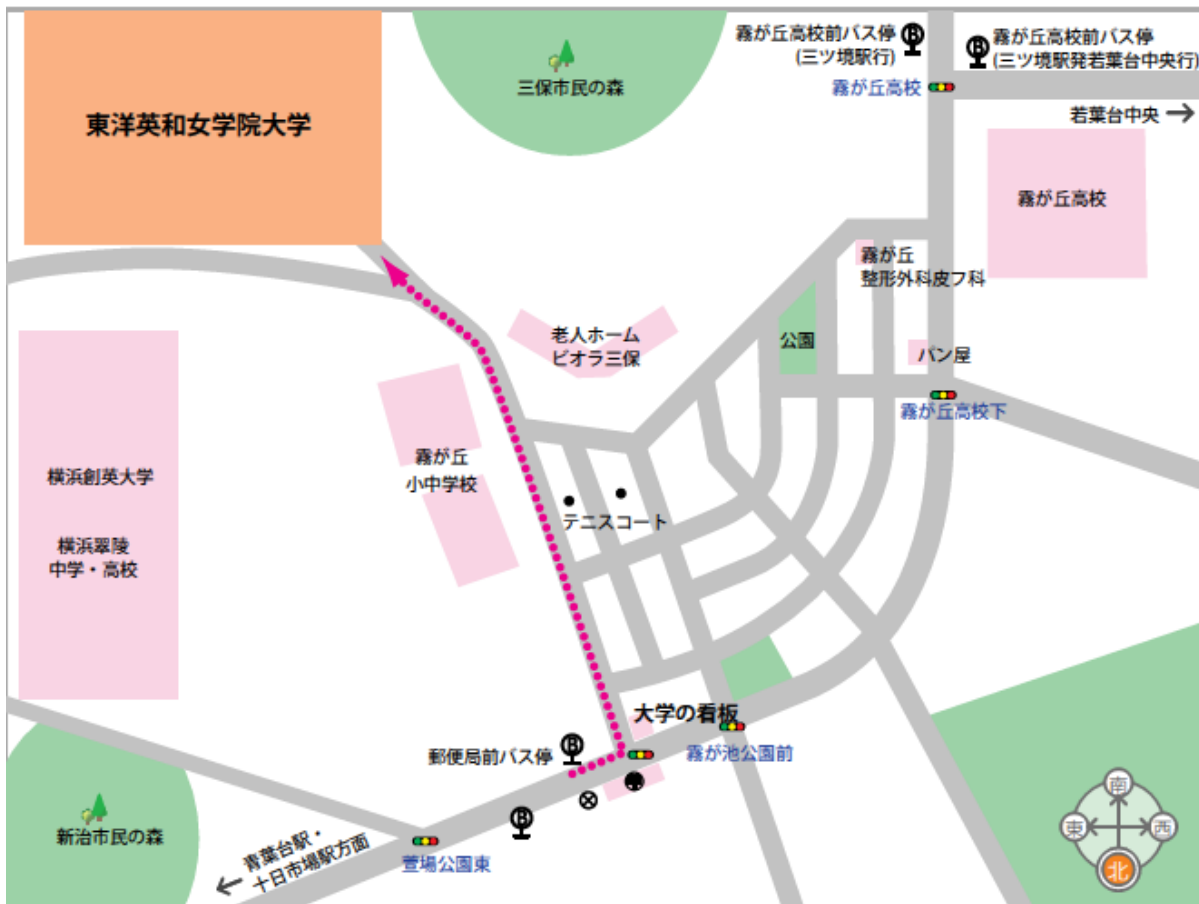 霧が丘高校前バス停
(三ツ境駅行)
B
B
霧が丘高校前バス停
(三ツ境駅発若葉台中央行)
三保市民の森
霧が丘高校
東洋英和女学院大学
若葉台中央→
霧が丘高校
霧が丘
整形外科皮フ科
老人ホーム
ビオラ三保
公園
パン屋
霧が丘高校下
霧が丘
小中学校
横浜創英大学
テニスコート
横浜翠陵
中学・高校
大学の看板
郵便局前バス停
B
霧が池公園前
南
東
西
北
B
新治市民の森
青葉台駅・
←十日市場駅方面
萱場公園東